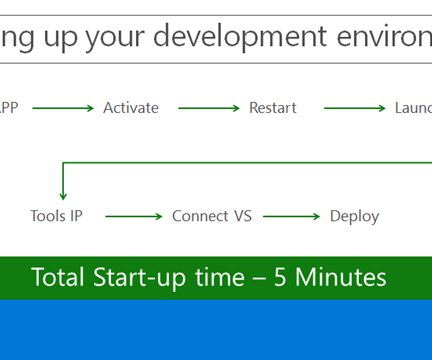 ng up your development environ
APP Activate Restart Launc
Tools IP Connect VS Deploy
Total Start-up time – 5 Minutes